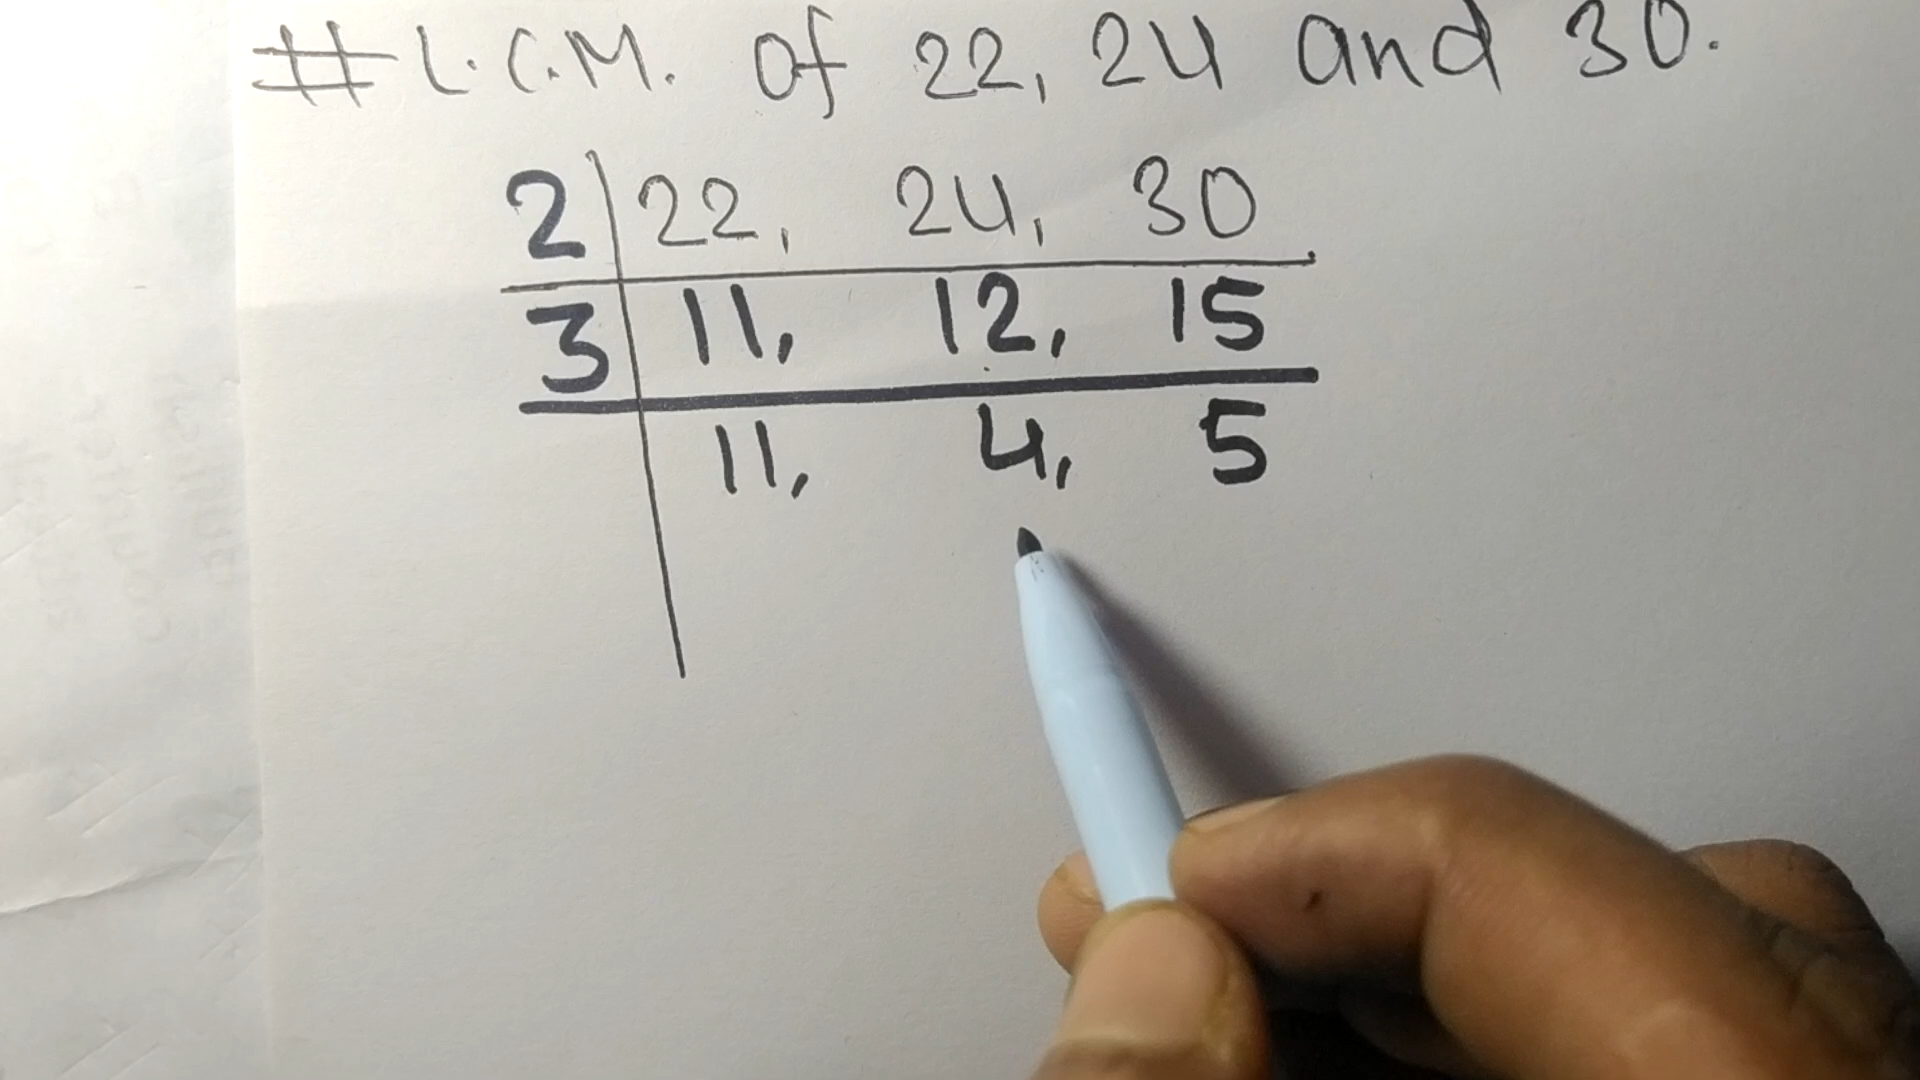 # L.C.M. of 22, 24 and 30.
2 22, 24, 30
3 11, 12, 15
11, 4, 5